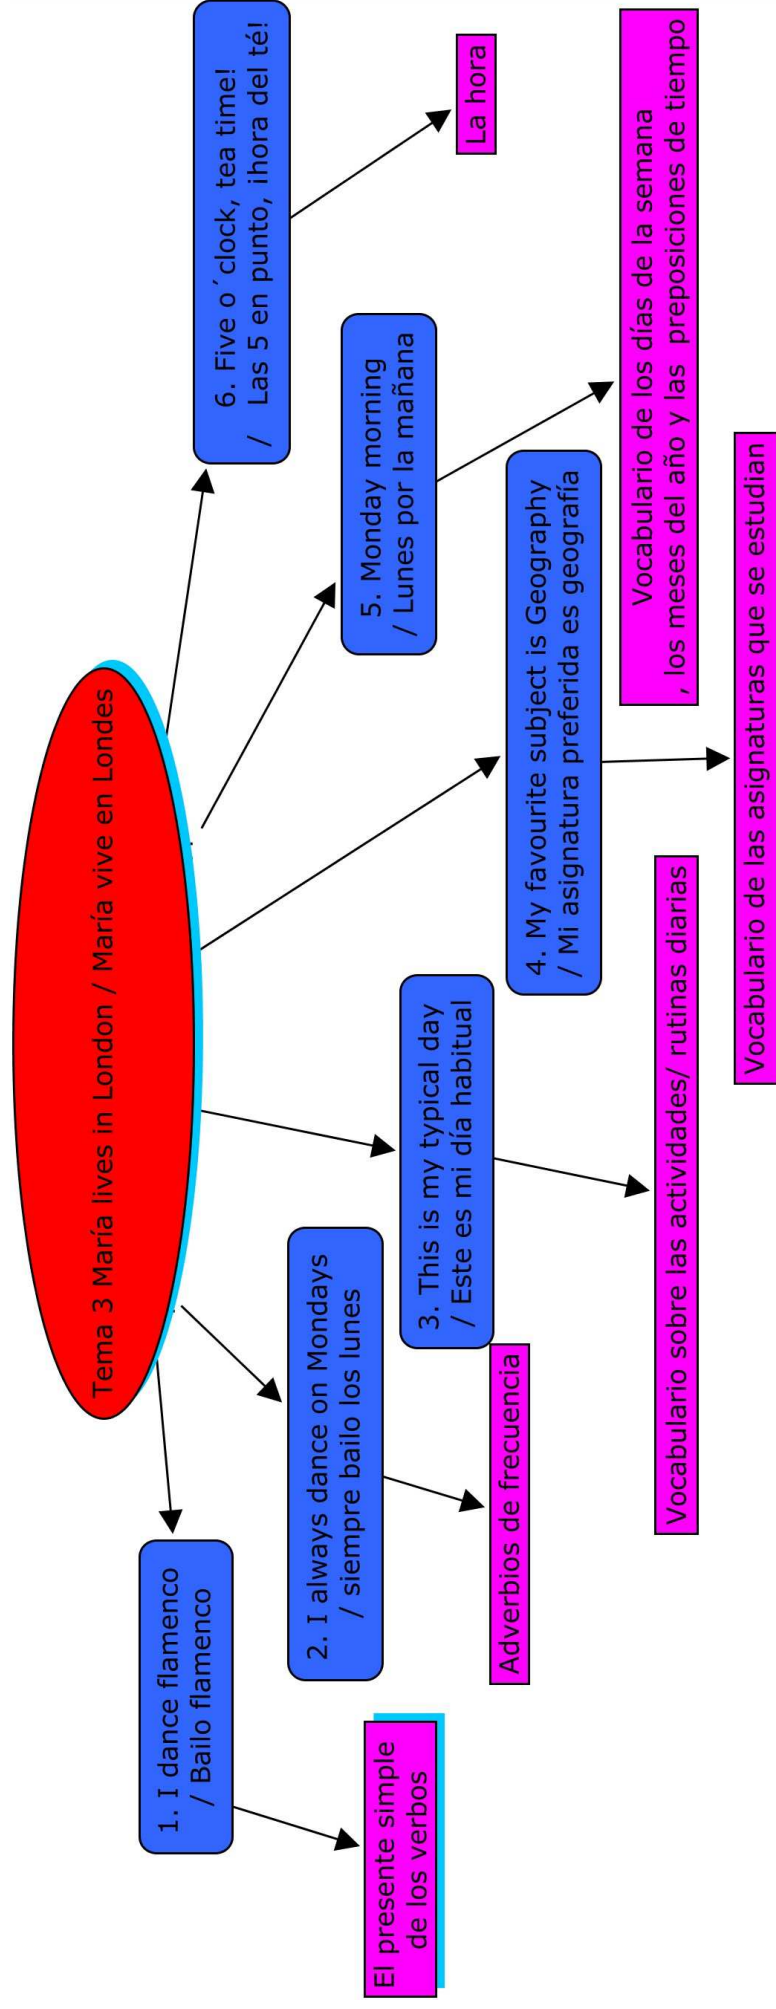 Tema 3 María lives in London / María vive en Londes
1. I dance flamenco
/ Bailo flamenco
El presente simple
de los verbos
2. I always dance on Mondays
/ siempre bailo los lunes
Adverbios de frecuencia
3. This is my typical day
/ Este es mi día habitual
Vocabulario sobre las actividades/ rutinas diarias
4. My favourite subject is Geography
/ Mi asignatura preferida es geografía
Vocabulario de las asignaturas que se estudian
5. Monday morning
/ Lunes por la mañana
Vocabulario de los días de la semana
, los meses del año y las preposiciones de tiempo
6. Five o´clock, tea time!
/ Las 5 en punto, ¡hora del té!
La hora